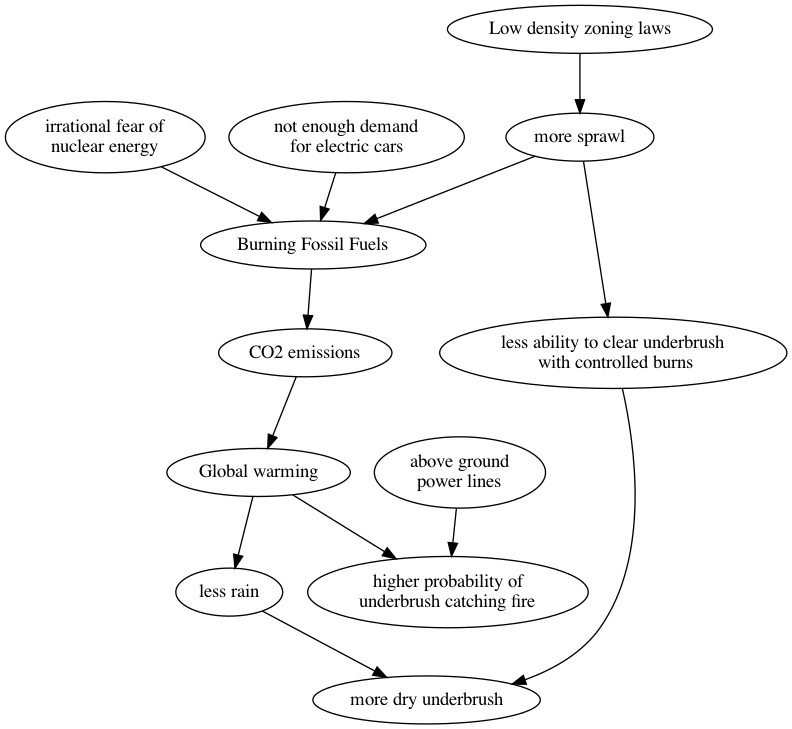 Low density zoning laws
irrational fear of
nuclear energy
not enough demand
for electric cars
more sprawl
Burning Fossil Fuels
CO2 emissions
less ability to clear underbrush
with controlled burns
Global warming
above ground
power lines
less rain
higher probability of
underbrush catching fire
more dry underbrush